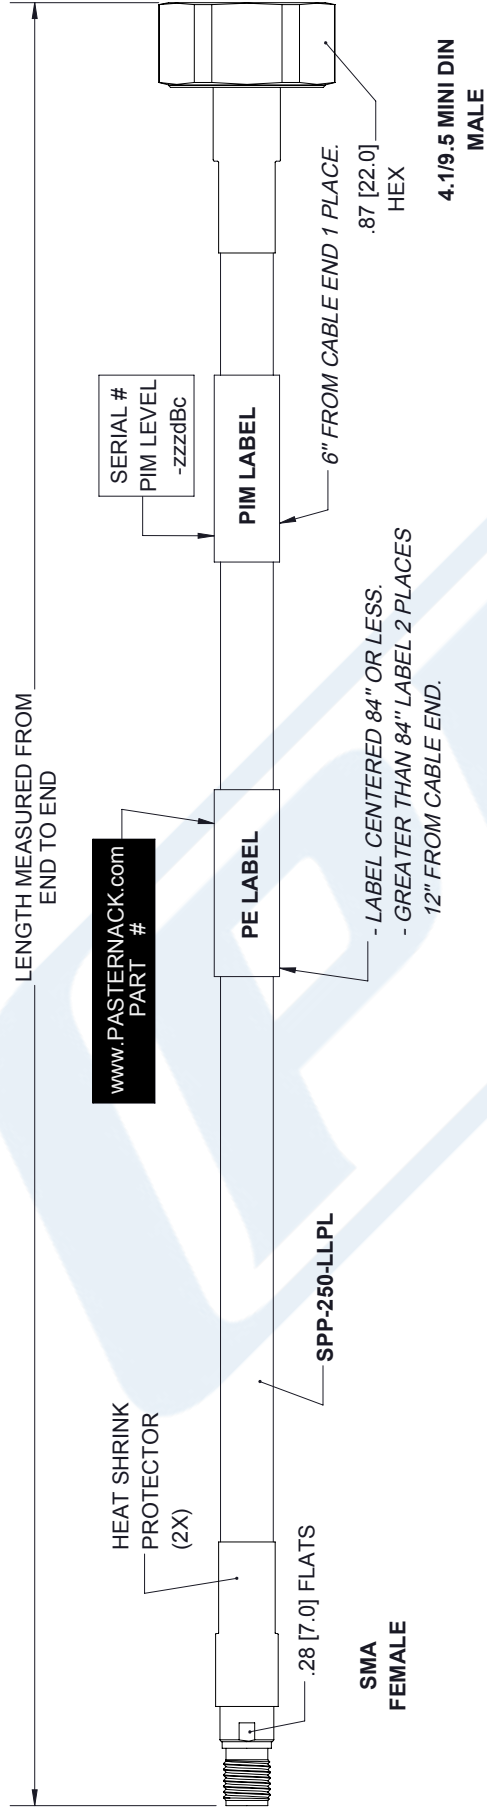 LENGTH MEASURED FROM
END TO END
HEAT SHRINK
PROTECTOR
(2X)
www.PASTERNACK.com
PART #
SERIAL #
PIM LEVEL
-zzzdBc
PE LABEL
PIM LABEL
.28 [7.0] FLATS
SPP-250-LLPL
- LABEL CENTERED 84" OR LESS.
- GREATER THAN 84" LABEL 2 PLACES
12" FROM CABLE END.
6" FROM CABLE END 1 PLACE.
.87 [22.0]
HEX
SMA
FEMALE
4.1/9.5 MINI DIN
MALE